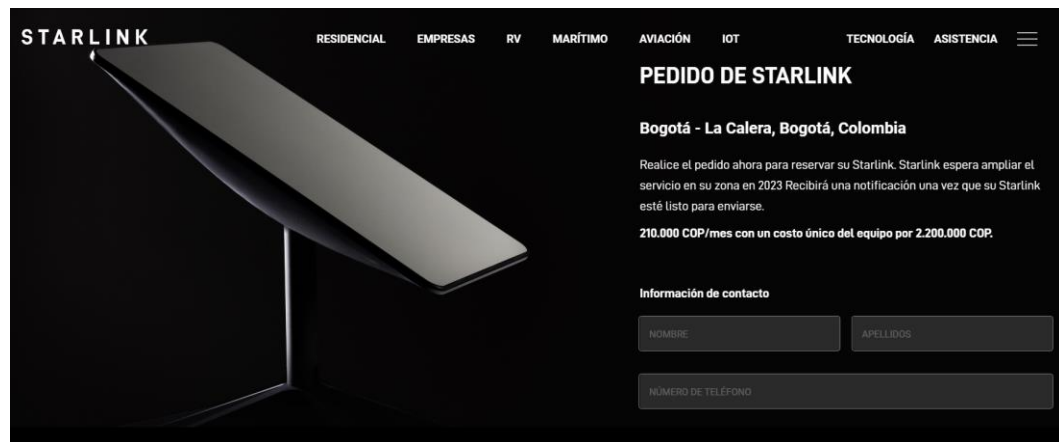 STARLINK
RESIDENCIAL EMPRESAS RV MARÍTIMO AVIACIÓN IOT TECNOLOGÍA ASISTENCIA
PEDIDO DE STARLINK
Bogotá - La Calera, Bogotá, Colombia
Realice el pedido ahora para reservar su Starlink. Starlink espera ampliar el
servicio en su zona en 2023 Recibirá una notificación una vez que su Starlink
esté listo para enviarse.
210.000 COP/mes con un costo único del equipo por 2.200.000 COP.
Información de contacto
NOMBRE APELLIDOS
NÚMERO DE TELÉFONO